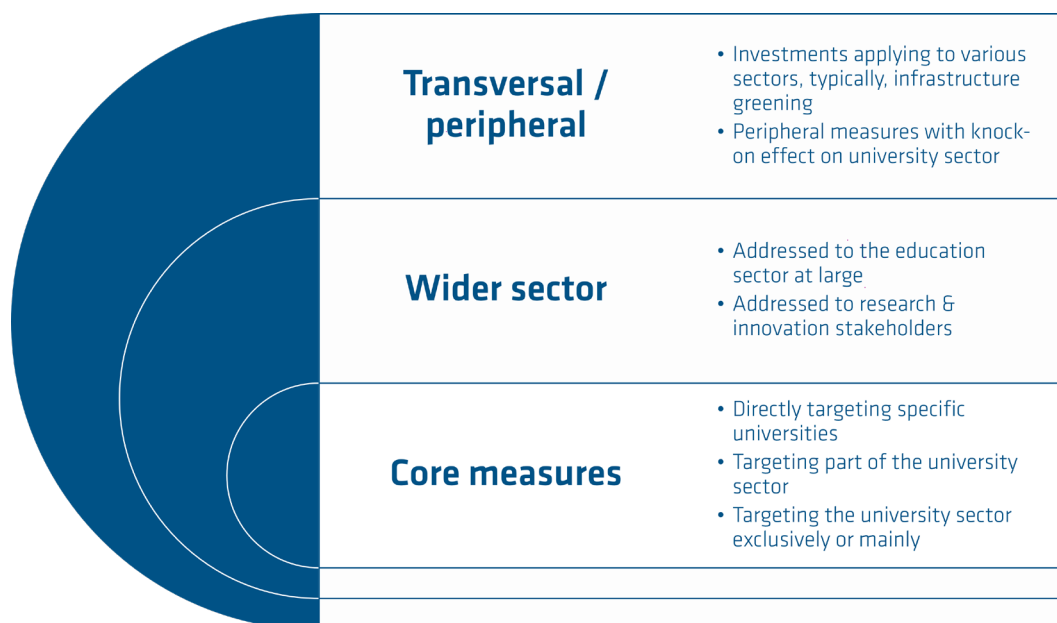 Transversal /
peripheral
• Investments applying to various
sectors, typically, infrastructure
greening
• Peripheral measures with knock-
on effect on university sector
Wider sector
• Addressed to the education
sector at large
• Addressed to research &
innovation stakeholders
Core measures
• Directly targeting specific
universities
• Targeting part of the university
sector
• Targeting the university sector
exclusively or mainly